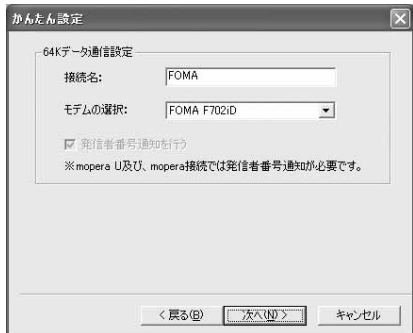 かんたん設定
64Kデータ通信設定
接続名: FOMA
モデムの選択: FOMA F702iD
発信者番号通知を行う
※mopera U及び、mopera接続では発信者番号通知が必要です。
< 戻る(B) 次へ(N) > キャンセル